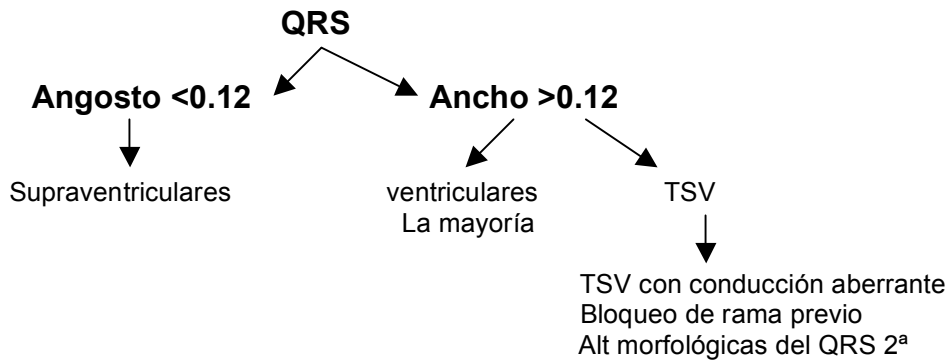 QRS
Angosto <0.12
Ancho >0.12
Supraventriculares
ventriculares
La mayoría
TSV
TSV con conducción aberrante
Bloqueo de rama previo
Alt morfológicas del QRS 2ª